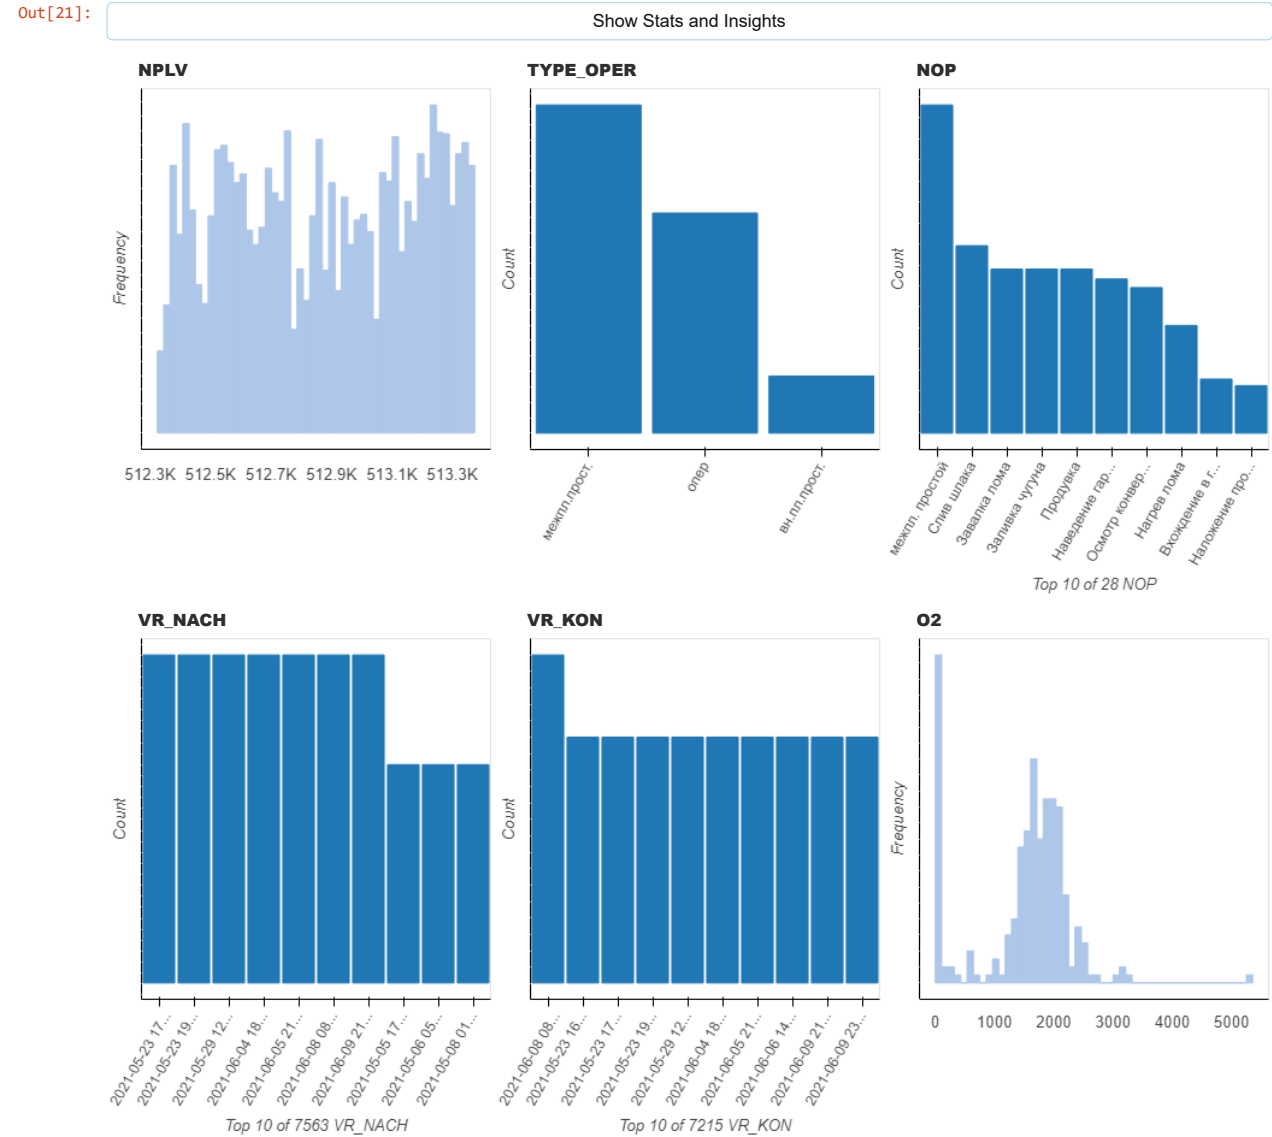 Out[21]:
Show Stats and Insights
NPLV
Frequency
512.3K 512.5K 512.7K 512.9K 513.1K 513.3K
TYPE_OPER
Count
межпл.прост.
опер
вн.пл.прост.
NOP
Count
межпл. простой
Слив шлака
Завалка лома
Заливка чугуна
Продувка
Наведение гар...
Осмотр конвер...
Нагрев лома
Вхождение в г...
Наложение про...
Top 10 of 28 NOP
VR_NACH
Count
2021-05-23 17...
2021-05-23 19...
2021-05-29 12...
2021-06-04 18...
2021-06-05 21...
2021-06-08 08...
2021-06-09 21...
2021-05-05 17...
2021-05-06 05...
2021-05-08 01...
Top 10 of 7563 VR_NACH
VR_KON
Count
2021-06-08 08...
2021-05-23 16...
2021-05-23 17...
2021-05-23 19...
2021-05-29 12...
2021-06-04 18...
2021-06-05 21...
2021-06-06 14...
2021-06-09 21...
2021-06-09 23...
Top 10 of 7215 VR_KON
O2
Frequency
0 1000 2000 3000 4000 5000